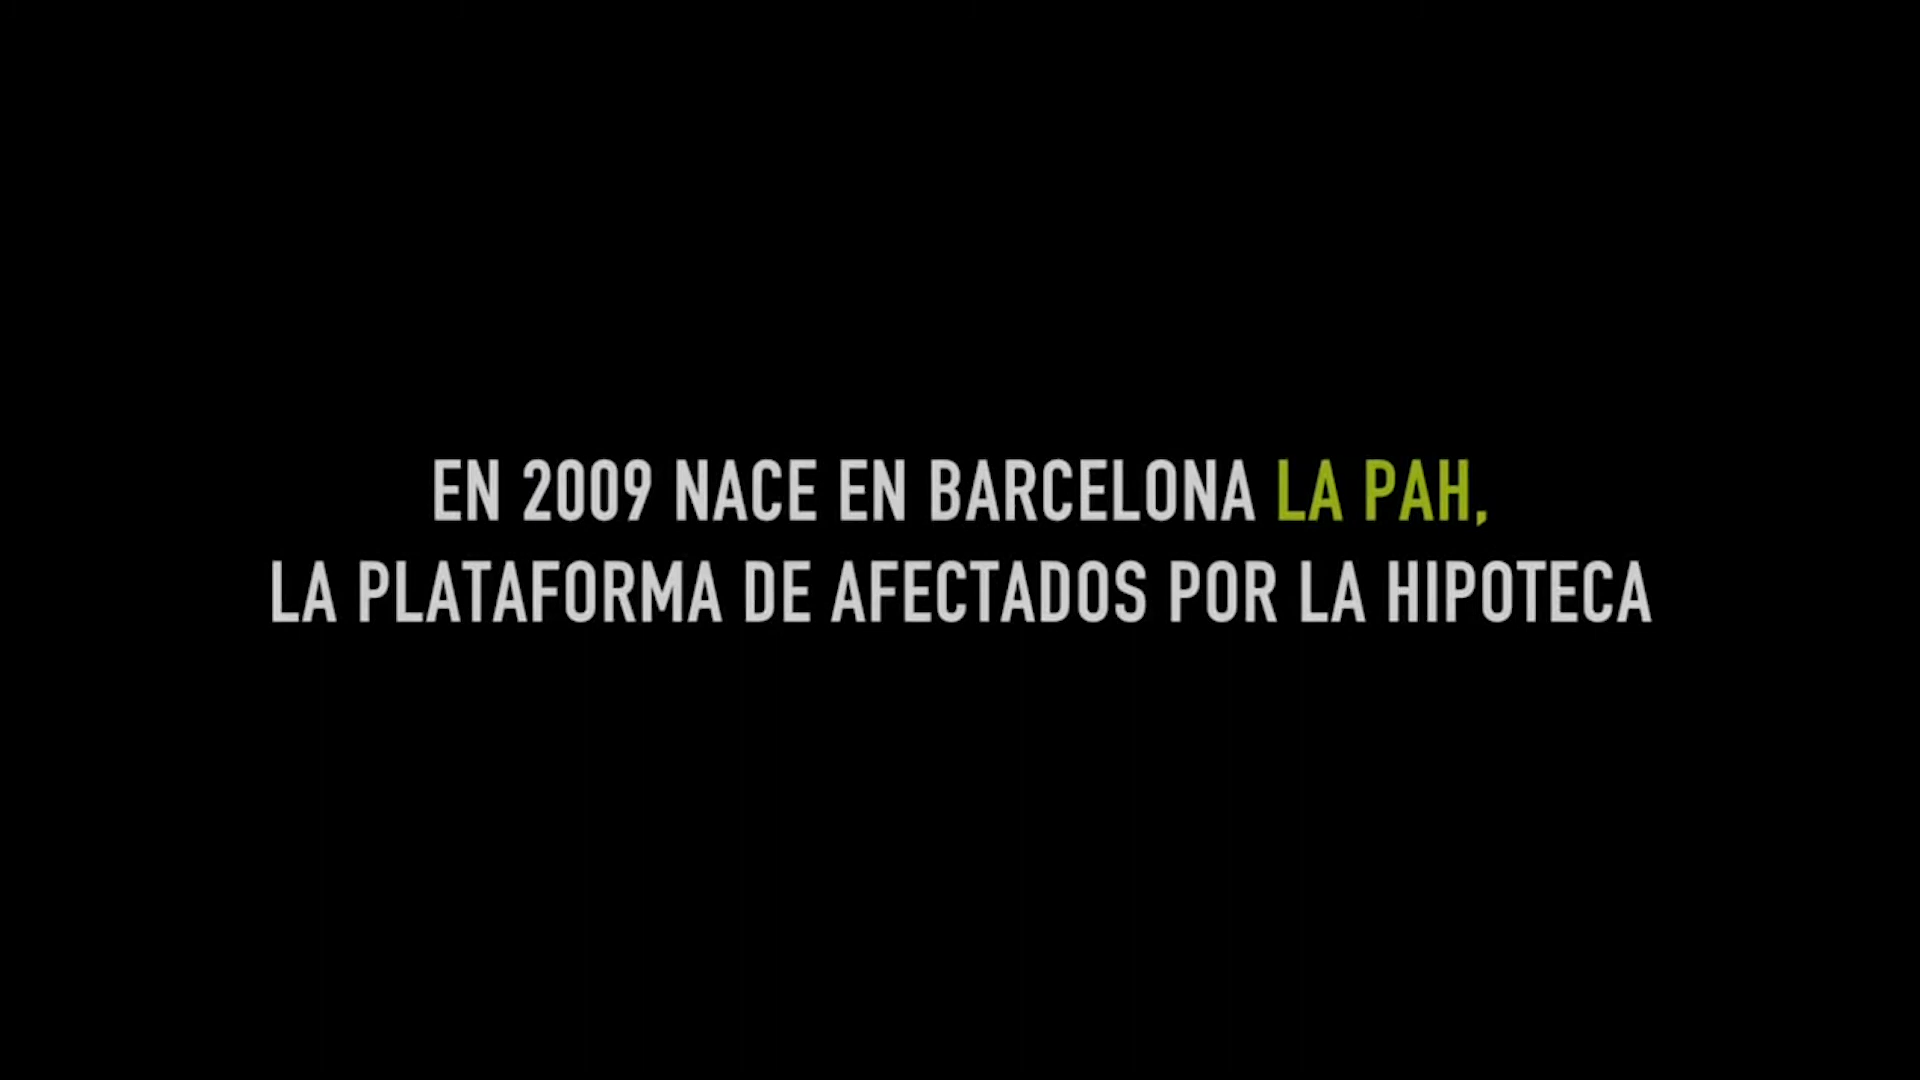 EN 2009 NACE EN BARCELONA LA PAH,
LA PLATAFORMA DE AFECTADOS POR LA HIPOTECA